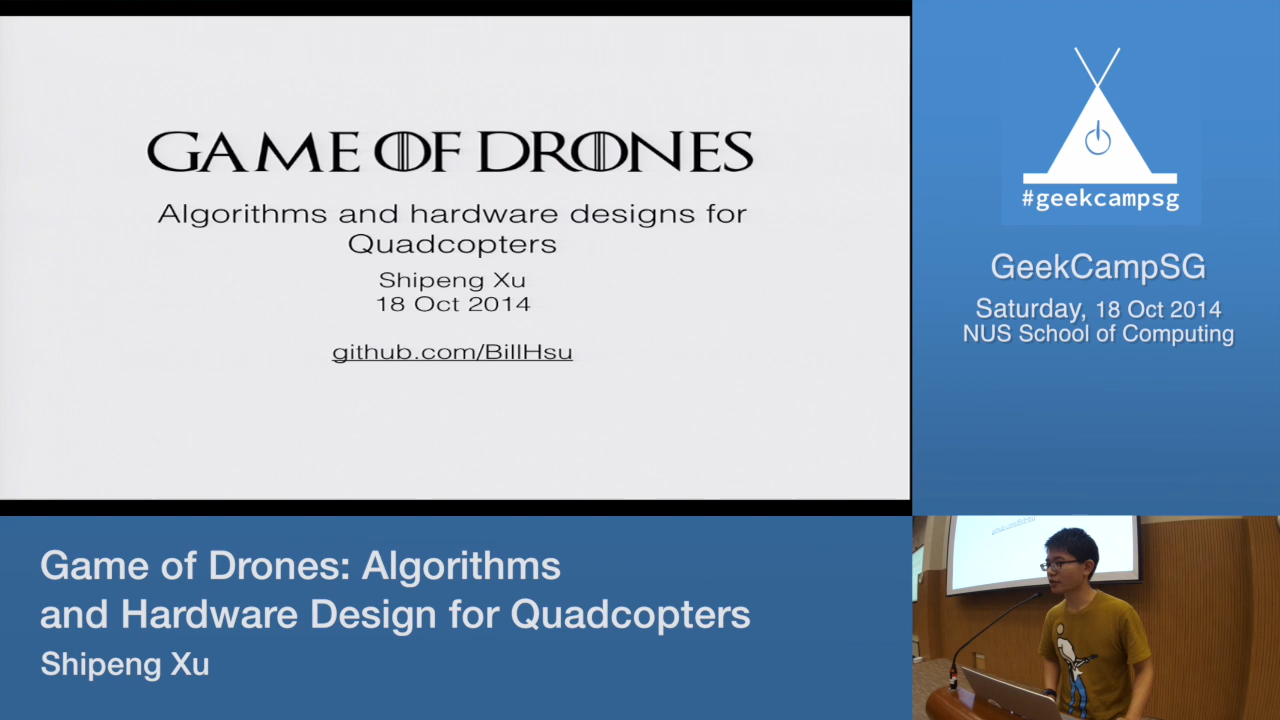 GAME OF DRONES
Algorithms and hardware designs for
Quadcopters
Shipeng Xu
18 Oct 2014
github.com/BillHsu
#geekcampsg
GeekCampSG
Saturday, 18 Oct 2014
NUS School of Computing
Game of Drones: Algorithms
and Hardware Design for Quadcopters
Shipeng Xu